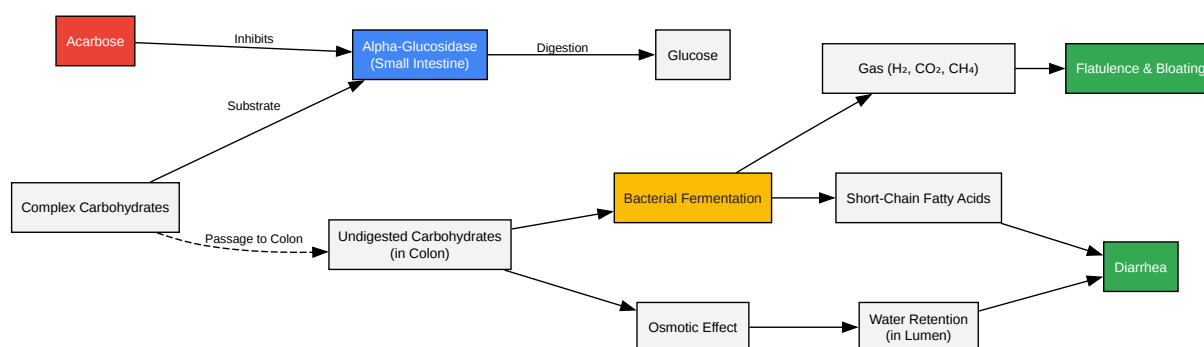 Acarbose
Inhibits
Alpha-Glucosidase
(Small Intestine)
Digestion
Glucose
Gas (H₂, CO₂, CH₄)
Flatulence & Bloating
Substrate
Complex Carbohydrates
Passage to Colon
Undigested Carbohydrates
(in Colon)
Bacterial Fermentation
Short-Chain Fatty Acids
Diarrhea
Osmotic Effect
Water Retention
(in Lumen)